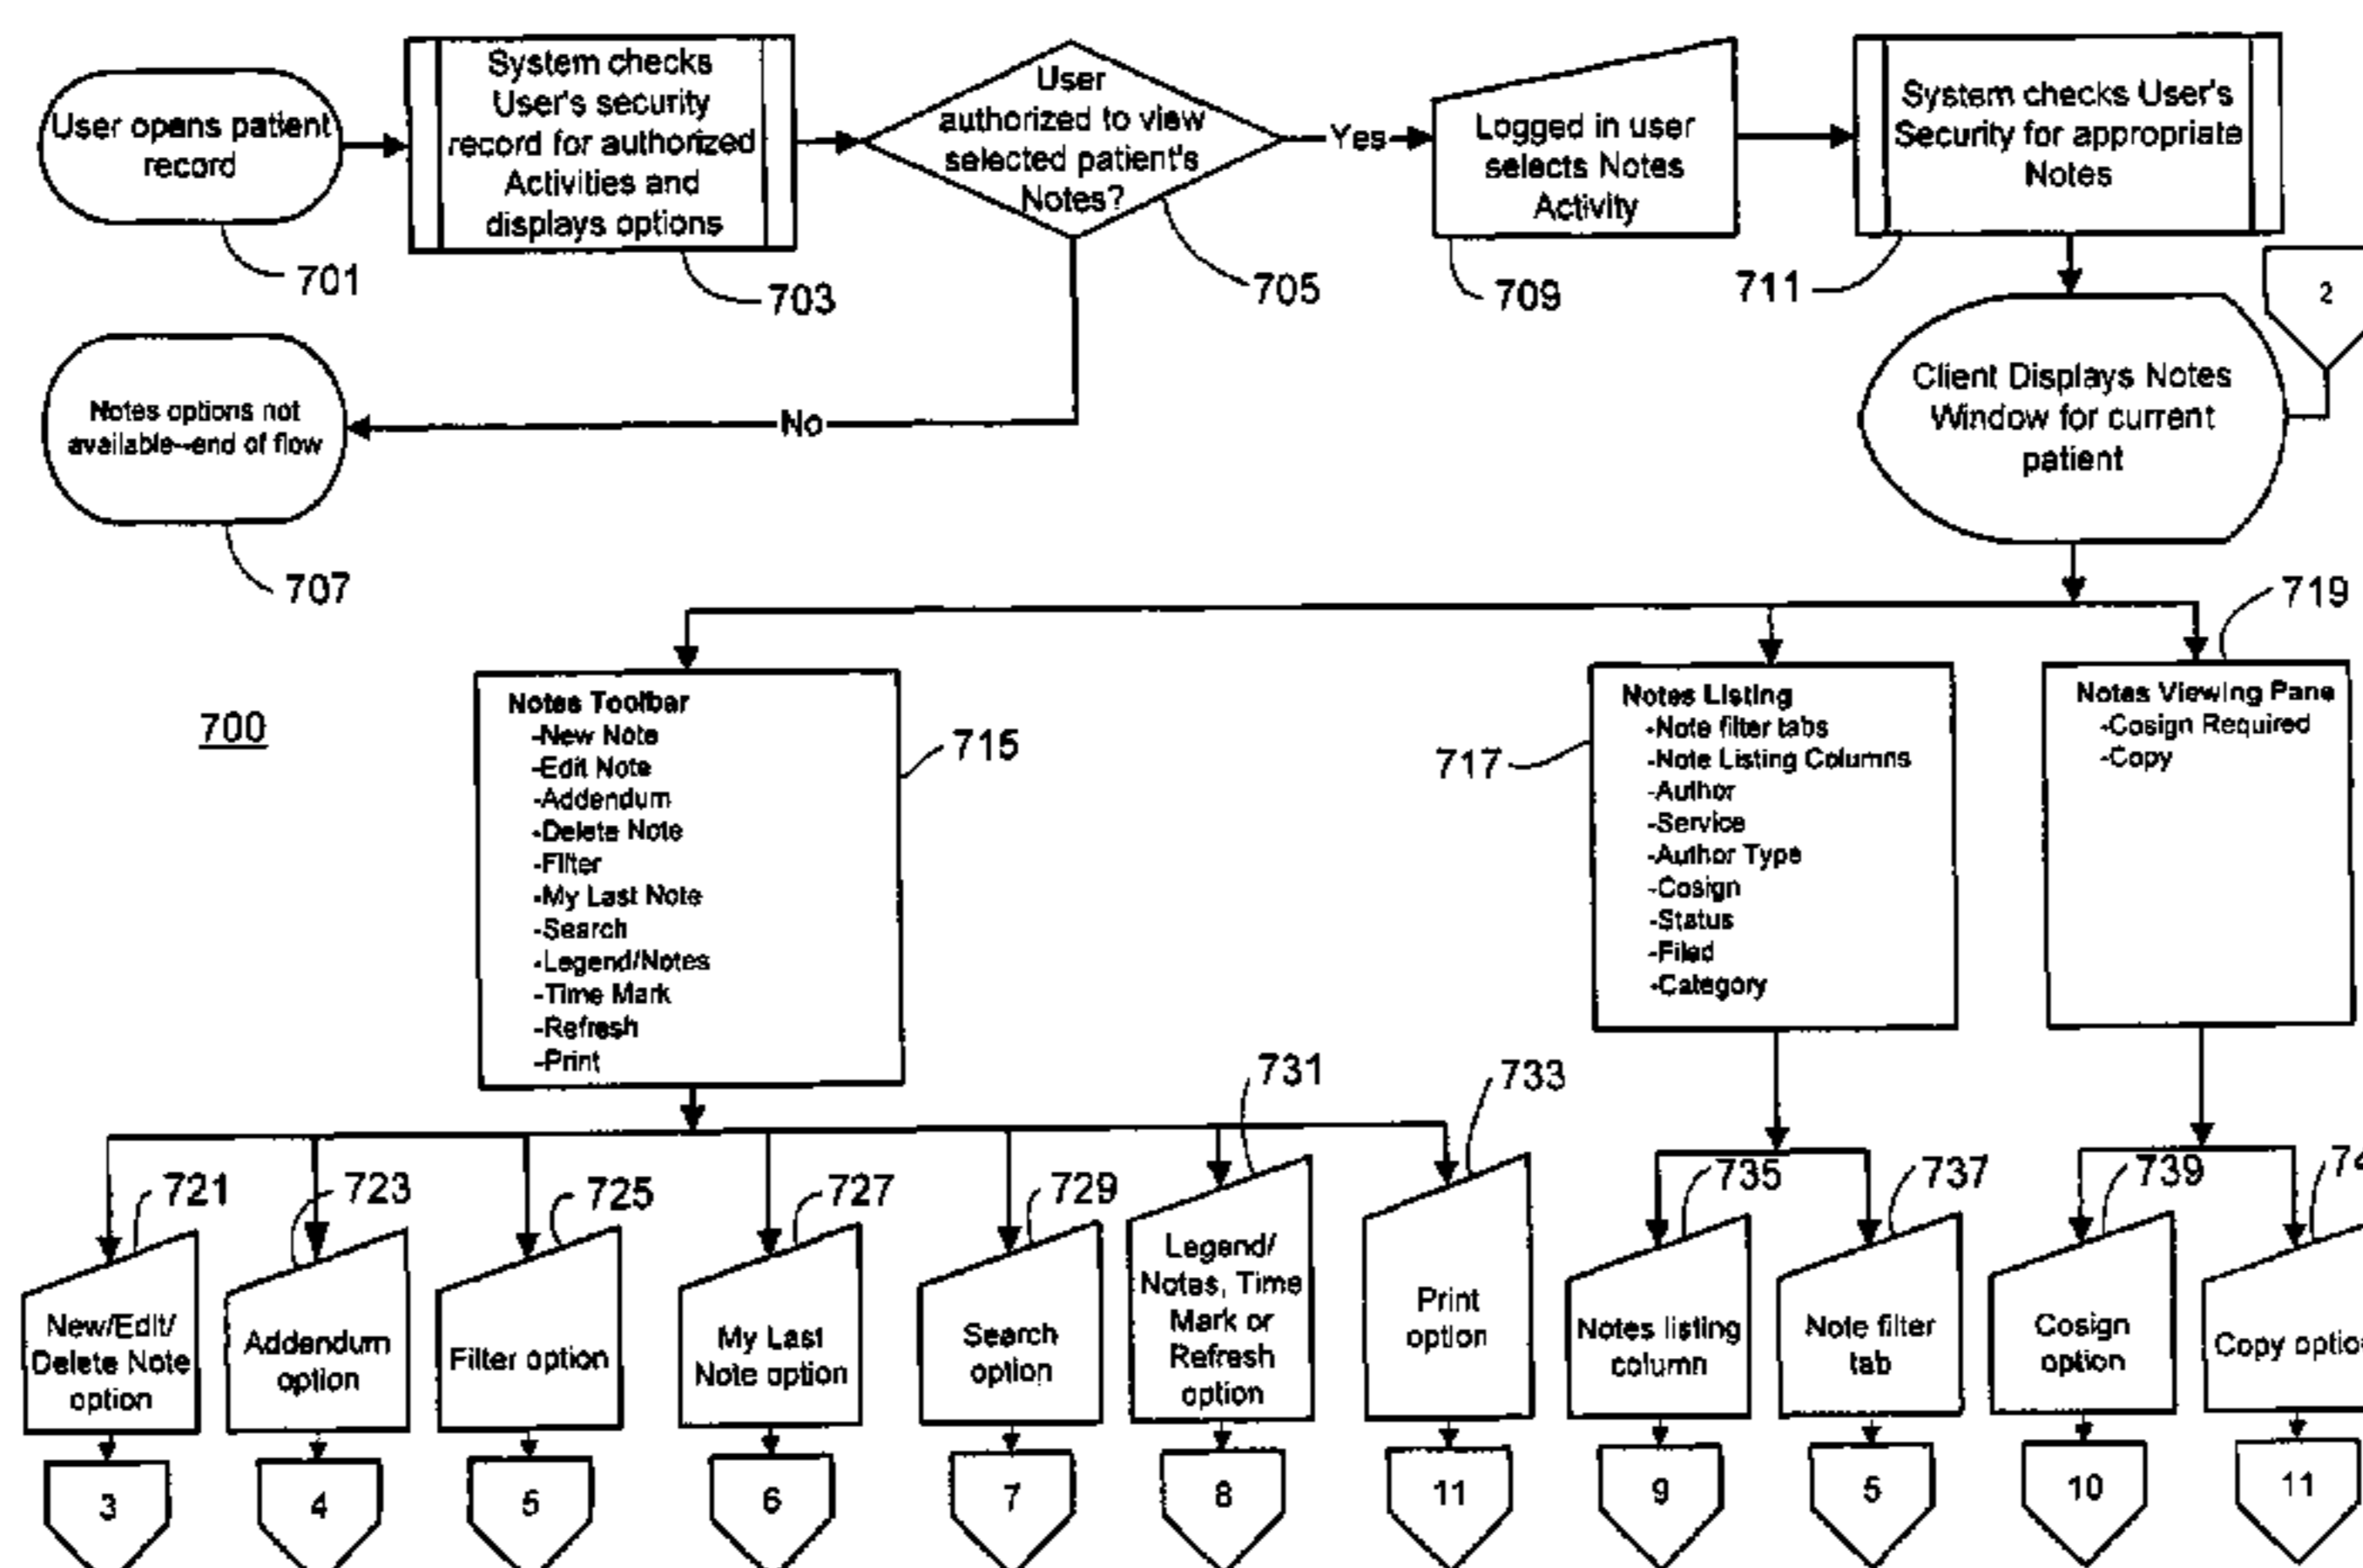 User opens patient
record
701
System checks
User's security
record for authorized
Activities and
displays options
703
User
authorized to view
selected patient's
Notes?
705
Yes
Logged in user
selects Notes
Activity
709
System checks User's
Security for appropriate
Notes
711
2
Client Displays Notes
Window for current
patient
No
Notes options not
available--end of flow
707
700
Notes Toolbar
-New Note
-Edit Note
-Addendum
-Delete Note
-Filter
-My Last Note
-Search
-Legend/Notes
-Time Mark
-Refresh
-Print
715
717
Notes Listing
-Note filter tabs
-Note Listing Columns
-Author
-Service
-Author Type
-Cosign
-Status
-Filed
-Category
719
Notes Viewing Pane
-Cosign Required
-Copy
721
New/Edit/
Delete Note
option
3
723
Addendum
option
4
725
Filter option
5
727
My Last
Note option
6
729
Search
option
7
731
Legend/
Notes, Time
Mark or
Refresh
option
8
733
Print
option
11
735
Notes listing
column
9
737
Note filter
tab
5
739
Cosign
option
10
Copy
11